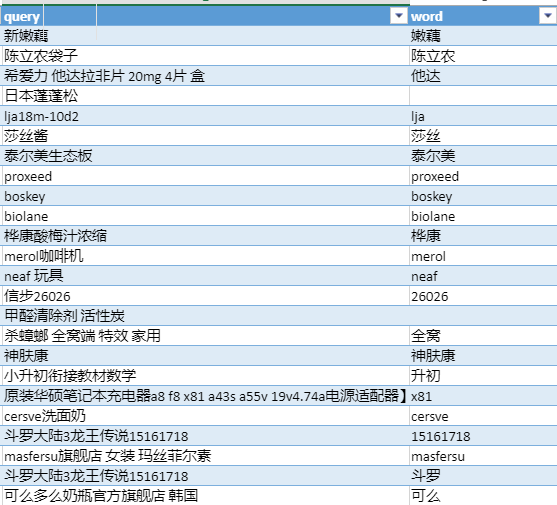 query word
新嫩藕 嫩藕
陈立农袋子 陈立农
希爱力 他达拉非片 20mg 4片 盒 他达
日本蓬蓬松
lja18m-10d2 lja
莎丝酱 莎丝
泰尔美生态板 泰尔美
proxeed proxeed
boskey boskey
biolane biolane
桦康酸梅汁浓缩 桦康
merol咖啡机 merol
neaf 玩具 neaf
信步26026 26026
甲醛清除剂 活性炭
杀蟑螂 全窝端 特效 家用 全窝
神肤康 神肤康
小升初衔接教材数学 升初
原装华硕笔记本充电器a8 f8 x81 a43s a55v 19v4.74a电源适配器】 x81
cersve洗面奶 cersve
斗罗大陆3龙王传说15161718 15161718
masfersu旗舰店 女装 玛丝菲尔素 masfersu
斗罗大陆3龙王传说15161718 斗罗
可么多么奶瓶官方旗舰店 韩国 可么